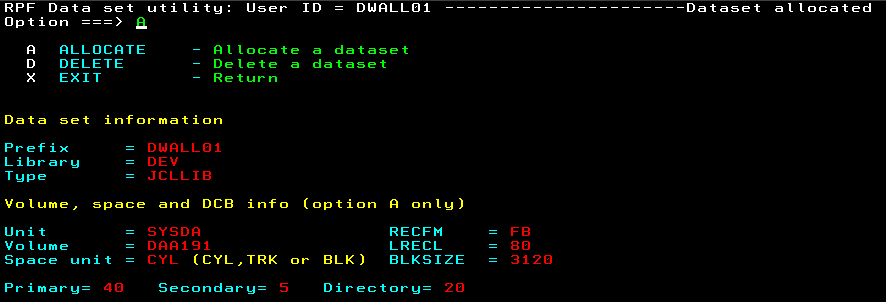 RPF Data set utility: User ID = DWALL01 ----------------------Dataset allocated
Option ===> A
A ALLOCATE - Allocate a dataset
D DELETE - Delete a dataset
X EXIT - Return
Data set information
Prefix = DWALL01
Library = DEV
Type = JCLLIB
Volume, space and DCB info (option A only)
Unit = SYSDA RECFM = FB
Volume = DAA191 LRECL = 80
Space unit = CYL (CYL,TRK or BLK) BLKSIZE = 3120
Primary= 40 Secondary= 5 Directory= 20